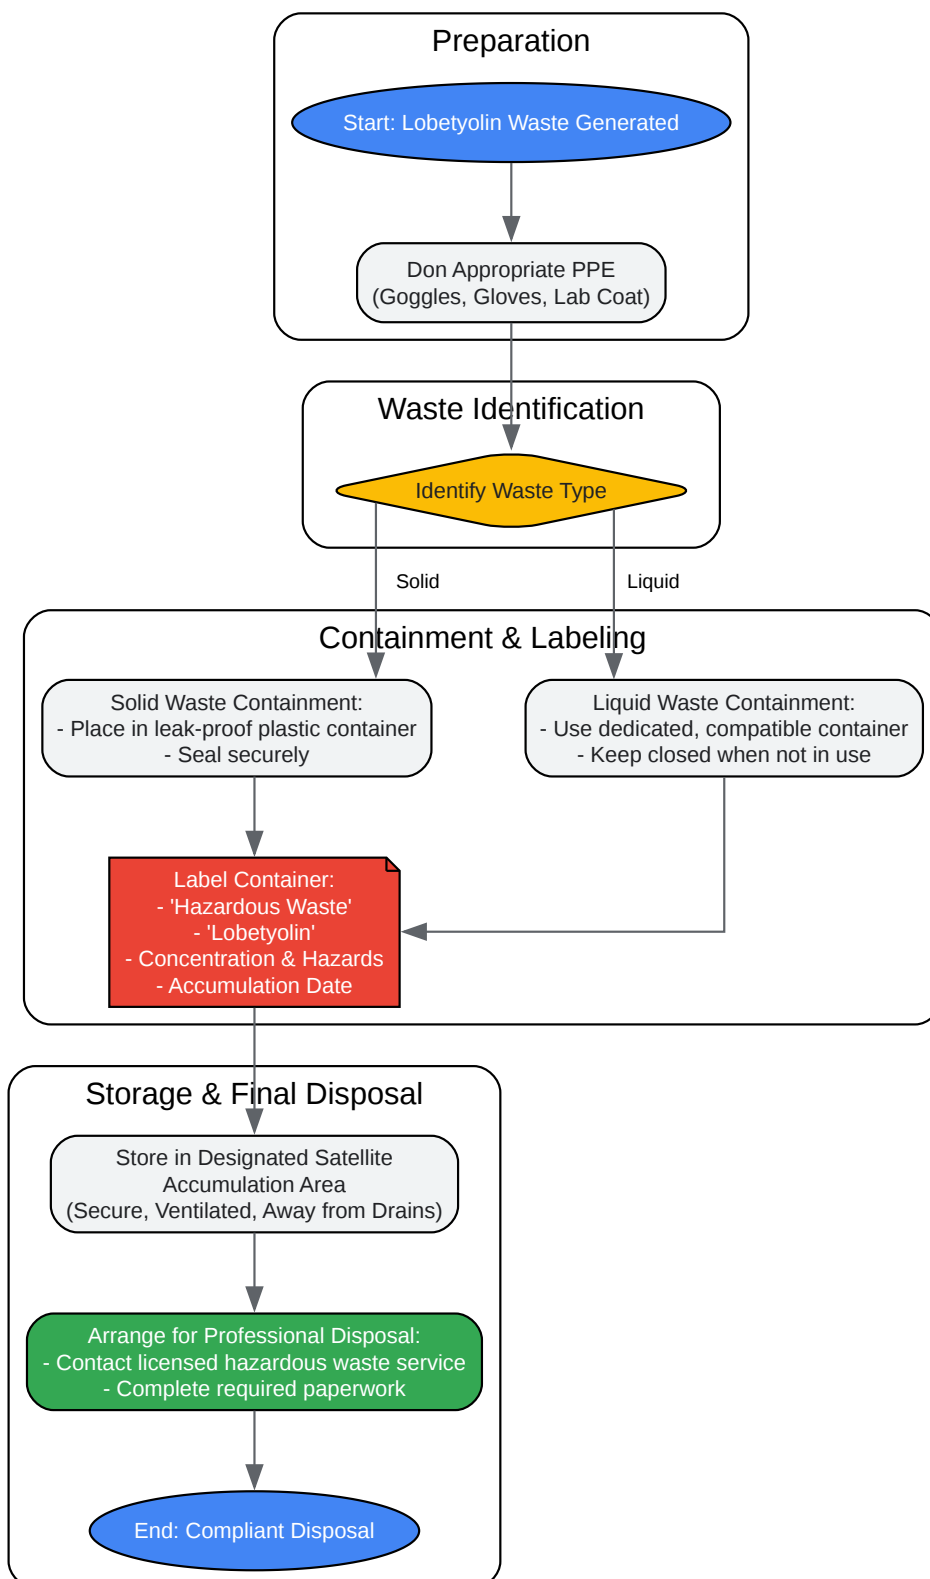 Preparation
Start: Lobetyolin Waste Generated
Don Appropriate PPE
(Goggles, Gloves, Lab Coat)
Waste Identification
Identify Waste Type
Solid
Liquid
Containment & Labeling
Solid Waste Containment:
- Place in leak-proof plastic container
- Seal securely
Liquid Waste Containment:
- Use dedicated, compatible container
- Keep closed when not in use
Label Container:
- 'Hazardous Waste'
- 'Lobetyolin'
- Concentration & Hazards
- Accumulation Date
Storage & Final Disposal
Store in Designated Satellite
Accumulation Area
(Secure, Ventilated, Away from Drains)
Arrange for Professional Disposal:
- Contact licensed hazardous waste service
- Complete required paperwork
End: Compliant Disposal